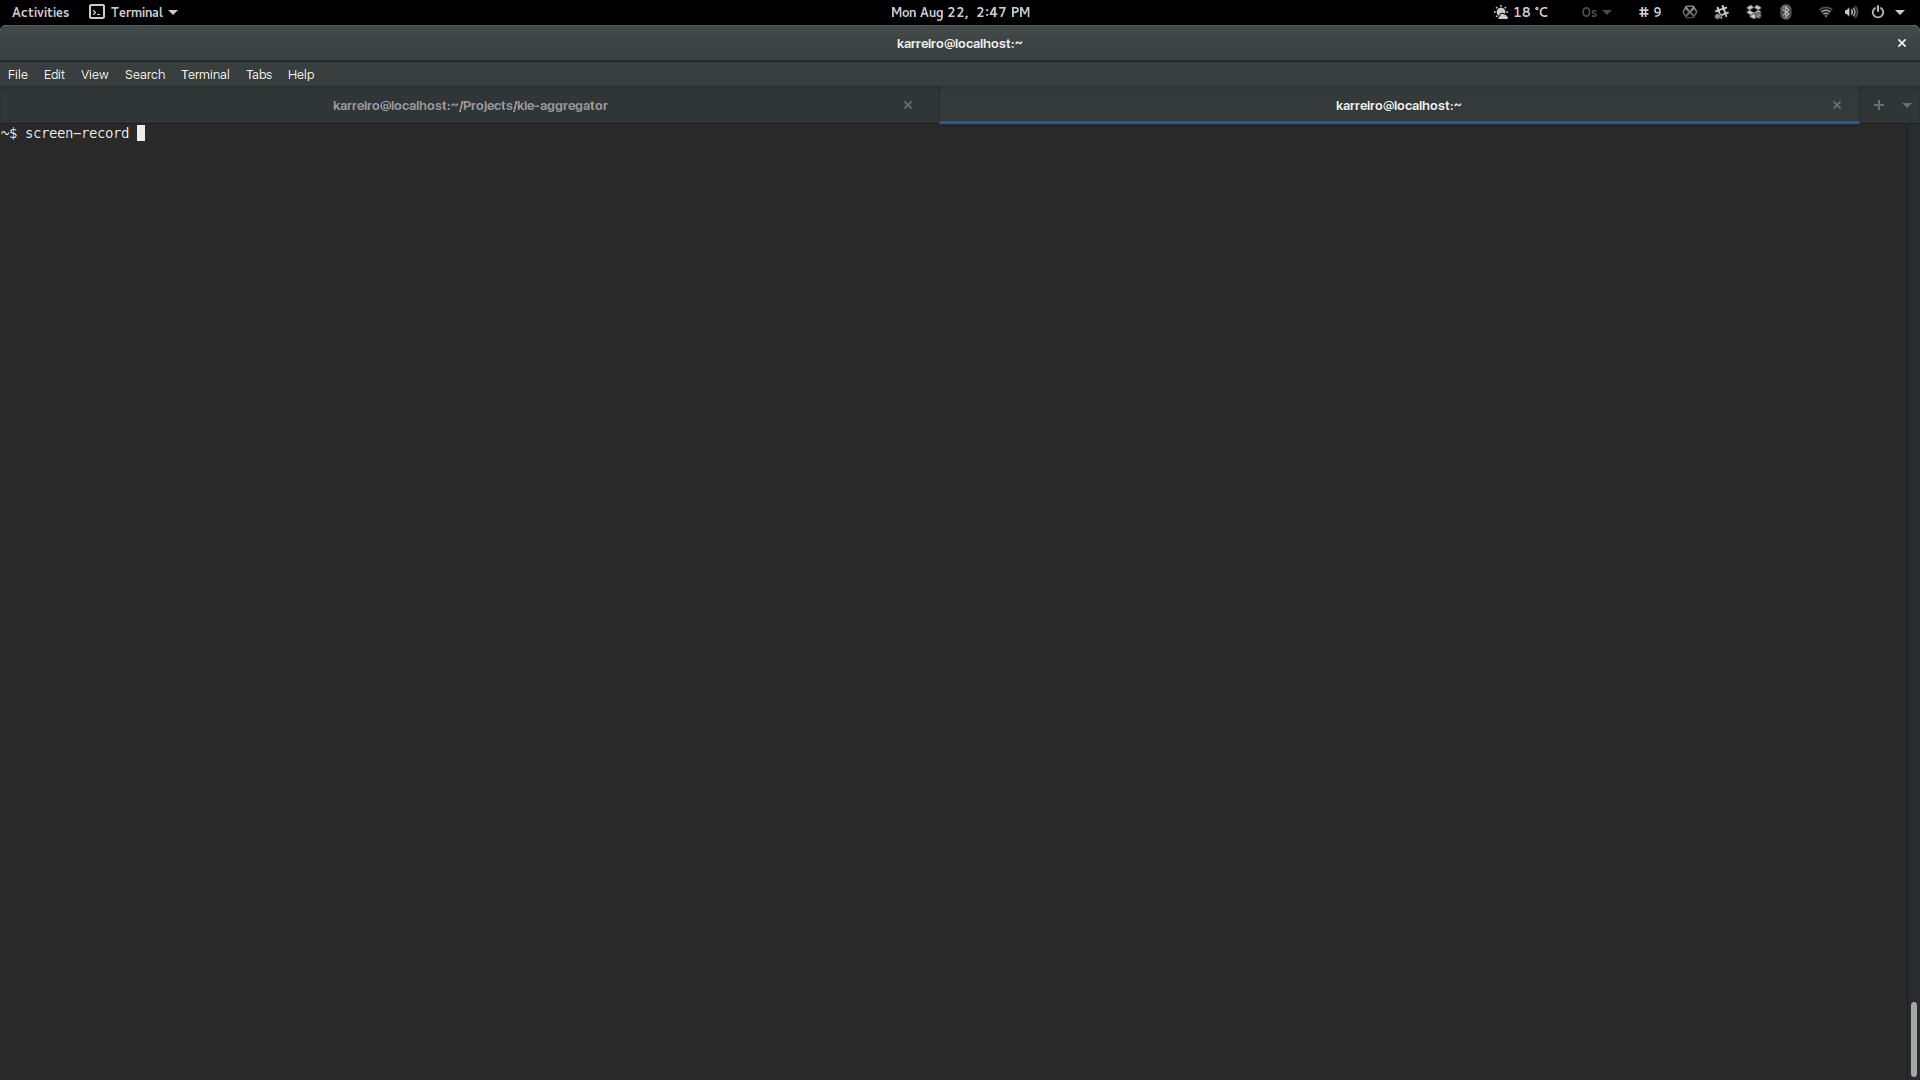 Activities Terminal Mon Aug 22, 2:47 PM 18 °C 0s # 9
karreiro@localhost:~
File Edit View Search Terminal Tabs Help
karreiro@localhost:~/Projects/kie-aggregator karreiro@localhost:~
~$ screen-record